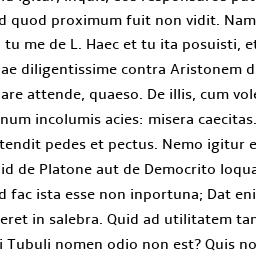 d quod proximum fuit non vidit. Nam
tu me de L. Haec et tu ita posuisti, et
ae diligentissime contra Aristonem d
are attende, quaeso. De illis, cum vol
num incolumis acies: misera caecitas.
tendit pedes et pectus. Nemo igitur e
id de Platone aut de Democrito loqua
d fac ista esse non inportuna; Dat eni
eret in salebra. Quid ad utilitatem tan
i Tubuli nomen odio non est? Quis no